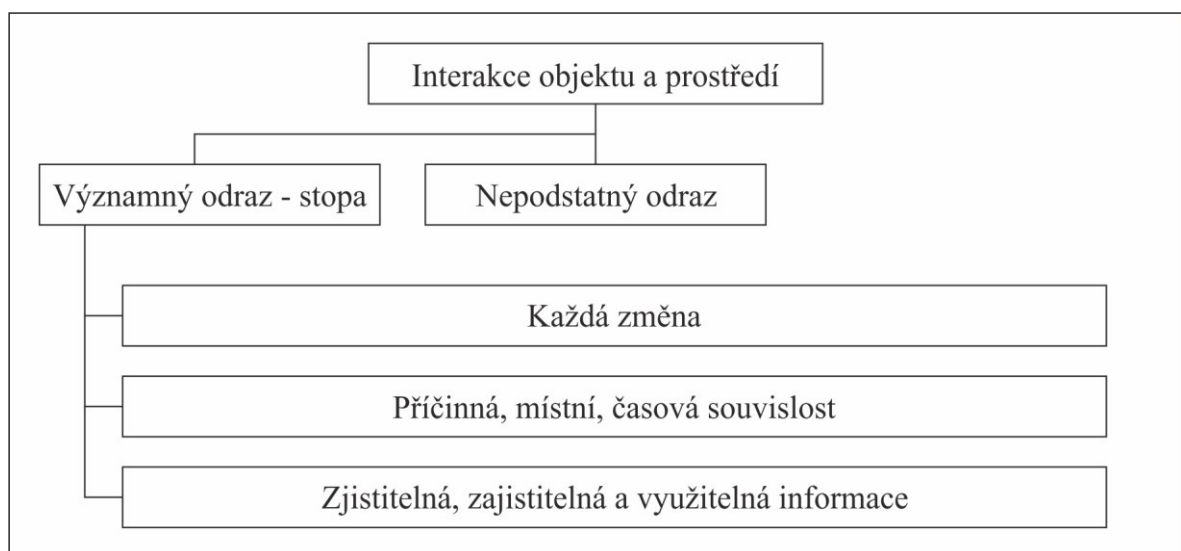 Interakce objektu a prostředí
Významný odraz - stopa
Nepodstatný odraz
Každá změna
Příčinná, místní, časová souvislost
Zjistitelná, zajistitelná a využitelná informace